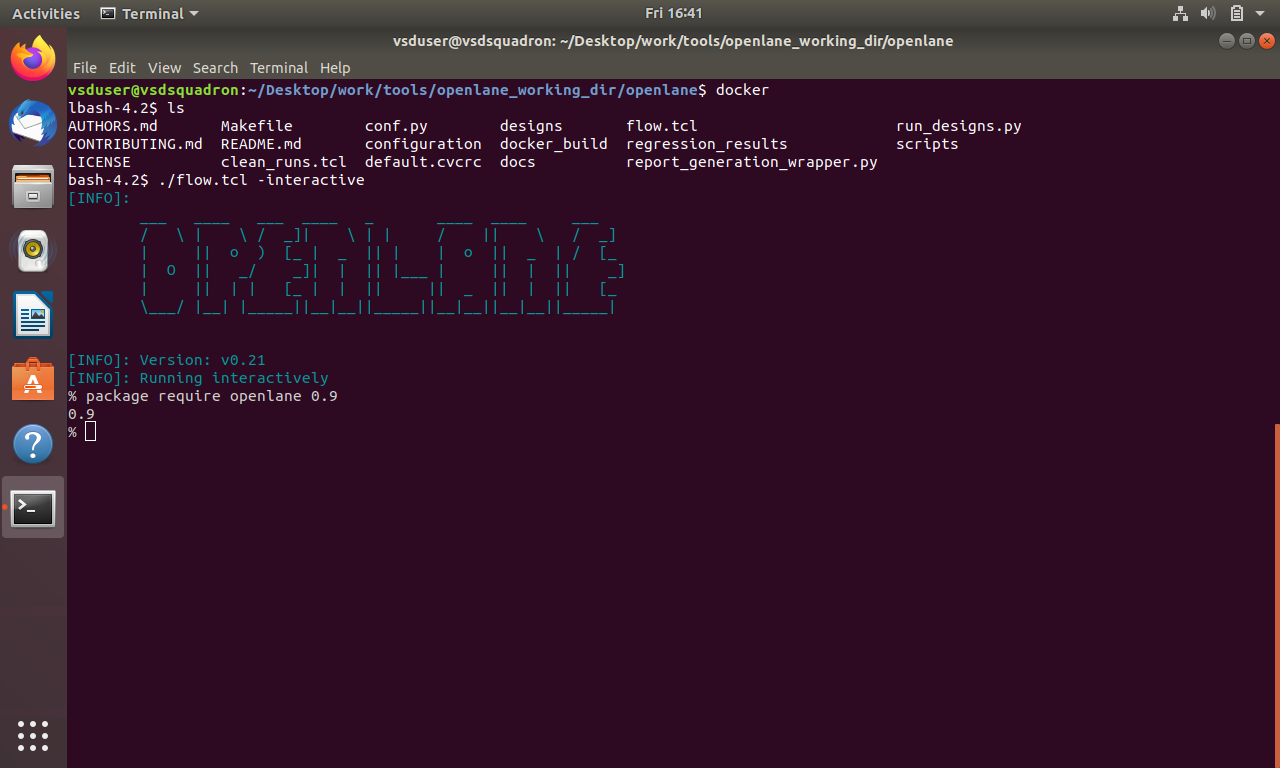 Activities Terminal Fri 16:41
vsduser@vsdsquadron: ~/Desktop/work/tools/openlane_working_dir/openlane
File Edit View Search Terminal Help
vsduser@vsdsquadron:~/Desktop/work/tools/openlane_working_dir/openlane$ docker
lbash-4.2$ ls
AUTHORS.md       Makefile        conf.py        designs       flow.tcl                      run_designs.py
CONTRIBUTING.md  README.md       configuration  docker_build  regression_results            scripts
LICENSE          clean_runs.tcl  default.cvcrc  docs          report_generation_wrapper.py
bash-4.2$ ./flow.tcl -interactive
[INFO]:
OPENLANE
[INFO]: Version: v0.21
[INFO]: Running interactively
% package require openlane 0.9
0.9
%